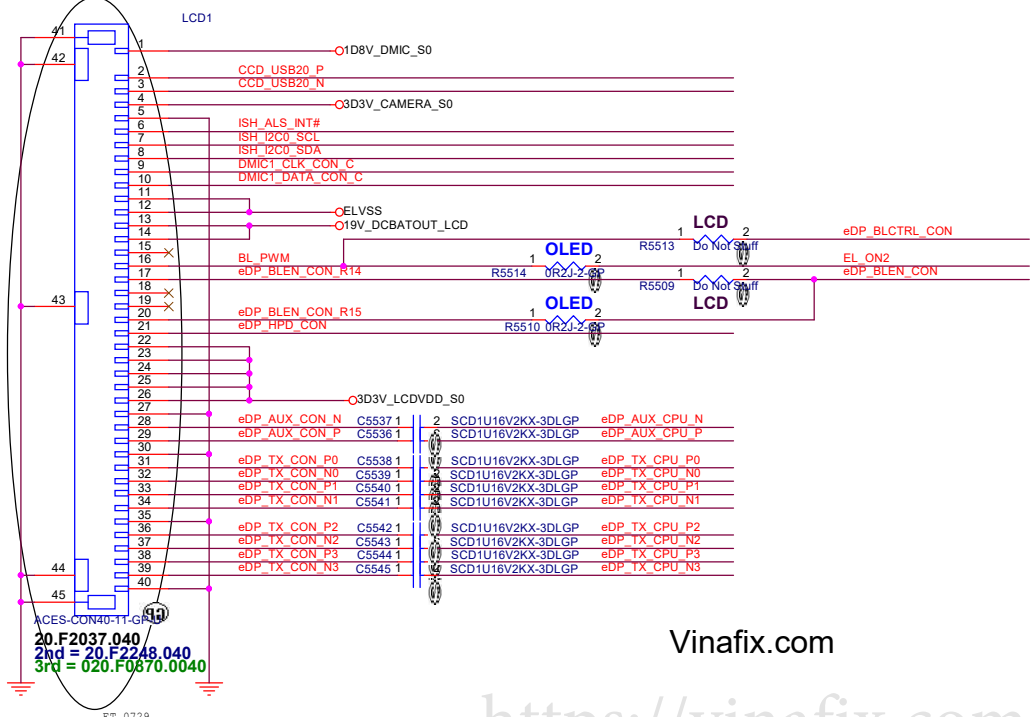 LCD1
41
42
43
44
45
1
1D8V_DMIC_S0
2
CCD_USB20_P
3
CCD_USB20_N
4
3D3V_CAMERA_S0
5
6
ISH_ALS_INT#
7
ISH_I2C0_SCL
8
ISH_I2C0_SDA
9
DMIC1_CLK_CON_C
10
DMIC1_DATA_CON_C
11
12
ELVSS
13
19V_DCBATOUT_LCD
14
15
16
BL_PWM
17
eDP_BLEN_CON_R14
18
19
20
eDP_BLEN_CON_R15
21
eDP_HPD_CON
22
23
24
25
26
3D3V_LCDVDD_S0
27
LCD
R5513 1 2 Do Not Stuff
eDP_BLCTRL_CON
OLED
R5514 1 2 0R2J-2-GP
EL_ON2
R5509 1 2 Do Not Stuff
LCD
eDP_BLEN_CON
OLED
R5510 1 2 0R2J-2-GP
28 eDP_AUX_CON_N C5537 1 2 SCD1U16V2KX-3DLGP eDP_AUX_CPU_N
29 eDP_AUX_CON_P C5536 1 SCD1U16V2KX-3DLGP eDP_AUX_CPU_P
30
31 eDP_TX_CON_P0 C5538 1 SCD1U16V2KX-3DLGP eDP_TX_CPU_P0
32 eDP_TX_CON_N0 C5539 1 SCD1U16V2KX-3DLGP eDP_TX_CPU_N0
33 eDP_TX_CON_P1 C5540 1 SCD1U16V2KX-3DLGP eDP_TX_CPU_P1
34 eDP_TX_CON_N1 C5541 1 SCD1U16V2KX-3DLGP eDP_TX_CPU_N1
35
36 eDP_TX_CON_P2 C5542 1 SCD1U16V2KX-3DLGP eDP_TX_CPU_P2
37 eDP_TX_CON_N2 C5543 1 SCD1U16V2KX-3DLGP eDP_TX_CPU_N2
38 eDP_TX_CON_P3 C5544 1 SCD1U16V2KX-3DLGP eDP_TX_CPU_P3
39 eDP_TX_CON_N3 C5545 1 SCD1U16V2KX-3DLGP eDP_TX_CPU_N3
40
GP
20.F2037.040
2nd = 20.F2248.040
3rd = 020.F0870.0040
Vinafix.com
https://vinafix.com